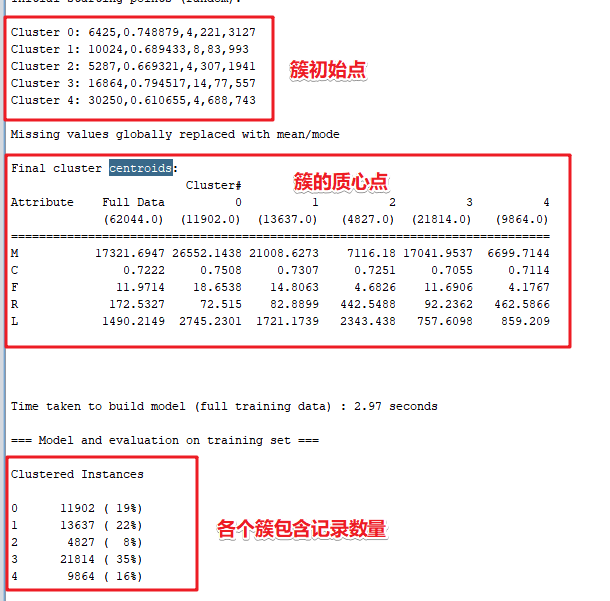 Initial starting points (random):
Cluster 0: 6425,0.748879,4,221,3127
Cluster 1: 10024,0.689433,8,83,993
Cluster 2: 5287,0.669321,4,307,1941
Cluster 3: 16864,0.794517,14,77,557
Cluster 4: 30250,0.610655,4,688,743
簇初始点
Missing values globally replaced with mean/mode
Final cluster centroids:
簇的质心点
Cluster#
Attribute Full Data 0 1 2 3 4
(62044.0) (11902.0) (13637.0) (4827.0) (21814.0) (9864.0)
==============================================================================
M 17321.6947 26552.1438 21008.6273 7116.18 17041.9537 6699.7144
C 0.7222 0.7508 0.7307 0.7251 0.7055 0.7114
F 11.9714 18.6538 14.8063 4.6826 11.6906 4.1767
R 172.5327 72.515 82.8899 442.5488 92.2362 462.5866
L 1490.2149 2745.2301 1721.1739 2343.438 757.6098 859.209
Time taken to build model (full training data) : 2.97 seconds
=== Model and evaluation on training set ===
Clustered Instances
0 11902 ( 19%)
1 13637 ( 22%)
2 4827 ( 8%)
3 21814 ( 35%)
4 9864 ( 16%)
各个簇包含记录数量